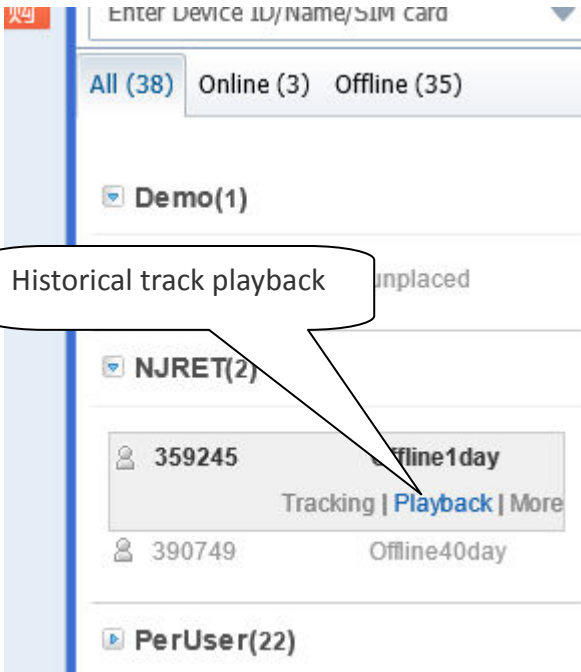 购
Enter Device ID/Name/SIM card
All (38) Online (3) Offline (35)
Demo(1)
Historical track playback
unplaced
NJRET(2)
359245 Offline1day
Tracking | Playback | More
390749 Offline40day
PerUser(22)